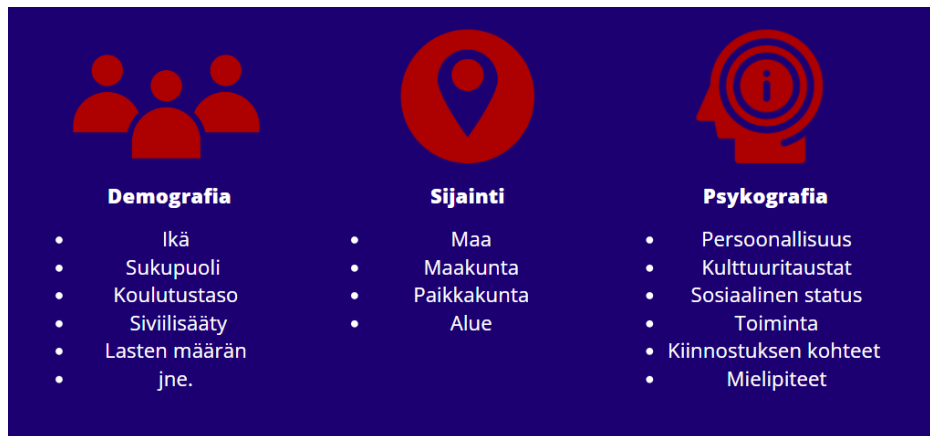 Demografia
• Ikä
• Sukupuoli
• Koulutustaso
• Siviilisääty
• Lasten määrän
• jne.
Sijainti
• Maa
• Maakunta
• Paikkakunta
• Alue
Psykografia
• Persoonallisuus
• Kulttuuritaustat
• Sosiaalinen status
• Toiminta
• Kiinnostuksen kohteet
• Mielipiteet